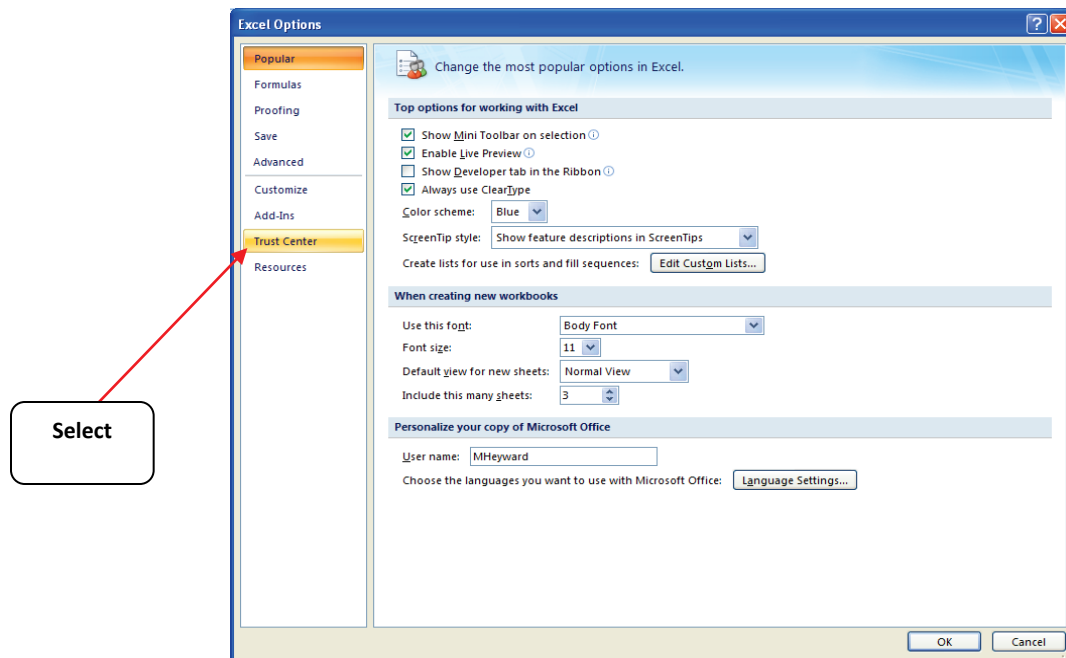 Excel Options
Popular
Formulas
Proofing
Save
Advanced
Customize
Add-Ins
Trust Center
Resources
Change the most popular options in Excel.
Top options for working with Excel
Show Mini Toolbar on selection
Enable Live Preview
Show Developer tab in the Ribbon
Always use ClearType
Color scheme: Blue
ScreenTip style: Show feature descriptions in ScreenTips
Create lists for use in sorts and fill sequences: Edit Custom Lists...
When creating new workbooks
Use this font: Body Font
Font size: 11
Default view for new sheets: Normal View
Include this many sheets: 3
Personalize your copy of Microsoft Office
User name: MHeyward
Choose the languages you want to use with Microsoft Office: Language Settings...
OK Cancel
Select